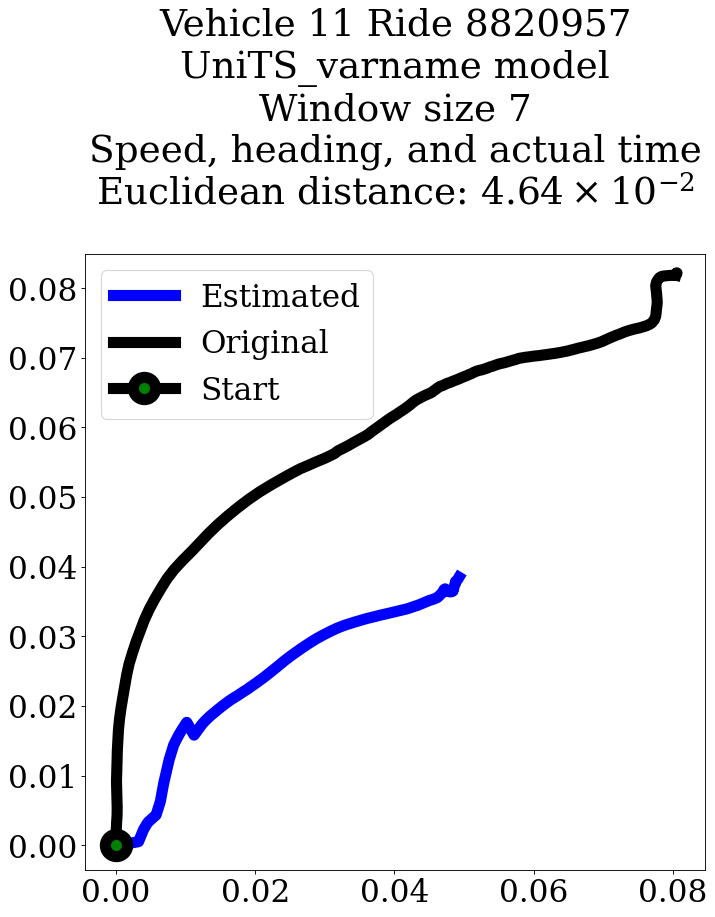 Vehicle 11 Ride 8820957
UniTS_varname model
Window size 7
Speed, heading, and actual time
Euclidean distance: 4.64 × 10⁻²
Estimated
Original
Start
0.08
0.07
0.06
0.05
0.04
0.03
0.02
0.01
0.00
0.00 0.02 0.04 0.06 0.08